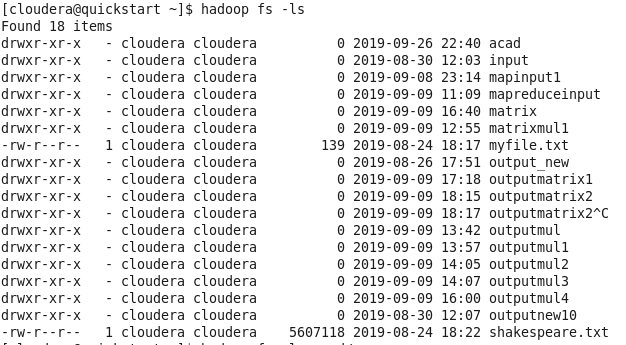 [cloudera@quickstart ~]$ hadoop fs -ls
Found 18 items
drwxr-xr-x   - cloudera cloudera          0 2019-09-26 22:40 acad
drwxr-xr-x   - cloudera cloudera          0 2019-08-30 12:03 input
drwxr-xr-x   - cloudera cloudera          0 2019-09-08 23:14 mapinput1
drwxr-xr-x   - cloudera cloudera          0 2019-09-09 11:09 mapreduceinput
drwxr-xr-x   - cloudera cloudera          0 2019-09-09 16:40 matrix
drwxr-xr-x   - cloudera cloudera          0 2019-09-09 12:55 matrixmul1
-rw-r--r--   1 cloudera cloudera        139 2019-08-24 18:17 myfile.txt
drwxr-xr-x   - cloudera cloudera          0 2019-08-26 17:51 output_new
drwxr-xr-x   - cloudera cloudera          0 2019-09-09 17:18 outputmatrix1
drwxr-xr-x   - cloudera cloudera          0 2019-09-09 18:15 outputmatrix2
drwxr-xr-x   - cloudera cloudera          0 2019-09-09 18:17 outputmatrix2^C
drwxr-xr-x   - cloudera cloudera          0 2019-09-09 13:42 outputmul
drwxr-xr-x   - cloudera cloudera          0 2019-09-09 13:57 outputmul1
drwxr-xr-x   - cloudera cloudera          0 2019-09-09 14:05 outputmul2
drwxr-xr-x   - cloudera cloudera          0 2019-09-09 14:07 outputmul3
drwxr-xr-x   - cloudera cloudera          0 2019-09-09 16:00 outputmul4
drwxr-xr-x   - cloudera cloudera          0 2019-08-30 12:07 outputnew10
-rw-r--r--   1 cloudera cloudera    5607118 2019-08-24 18:22 shakespeare.txt